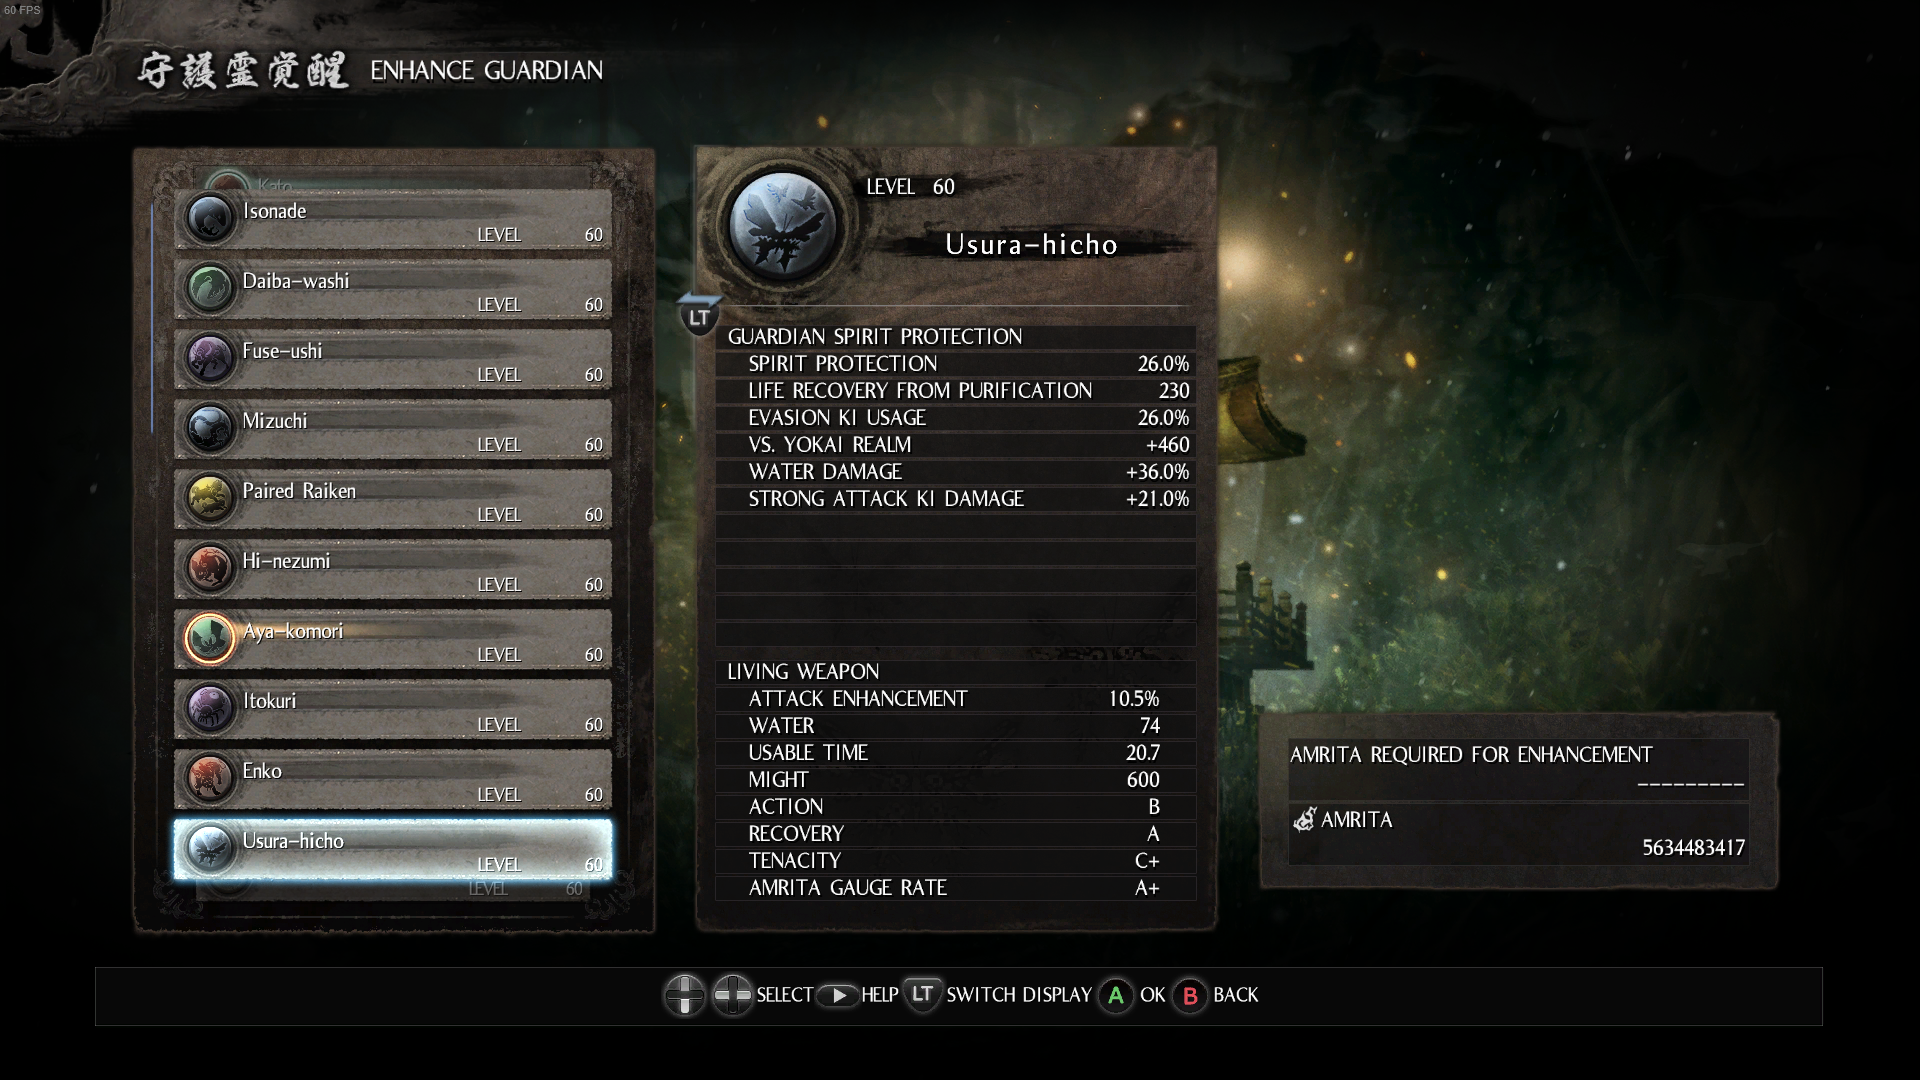 60 FPS
守護霊覚醒 ENHANCE GUARDIAN
Kato
Isonade
LEVEL 60
Daiba-washi
LEVEL 60
Fuse-ushi
LEVEL 60
Mizuchi
LEVEL 60
Paired Raiken
LEVEL 60
Hi-nezumi
LEVEL 60
Aya-komori
LEVEL 60
Itokuri
LEVEL 60
Enko
LEVEL 60
Usura-hicho
LEVEL 60
LEVEL 60
LEVEL 60
Usura-hicho
LT
GUARDIAN SPIRIT PROTECTION
SPIRIT PROTECTION 26.0%
LIFE RECOVERY FROM PURIFICATION 230
EVASION KI USAGE 26.0%
VS. YOKAI REALM +460
WATER DAMAGE +36.0%
STRONG ATTACK KI DAMAGE +21.0%
LIVING WEAPON
ATTACK ENHANCEMENT 10.5%
WATER 74
USABLE TIME 20.7
MIGHT 600
ACTION B
RECOVERY A
TENACITY C+
AMRITA GAUGE RATE A+
AMRITA REQUIRED FOR ENHANCEMENT
---------
AMRITA
5634483417
SELECT HELP LT SWITCH DISPLAY A OK B BACK